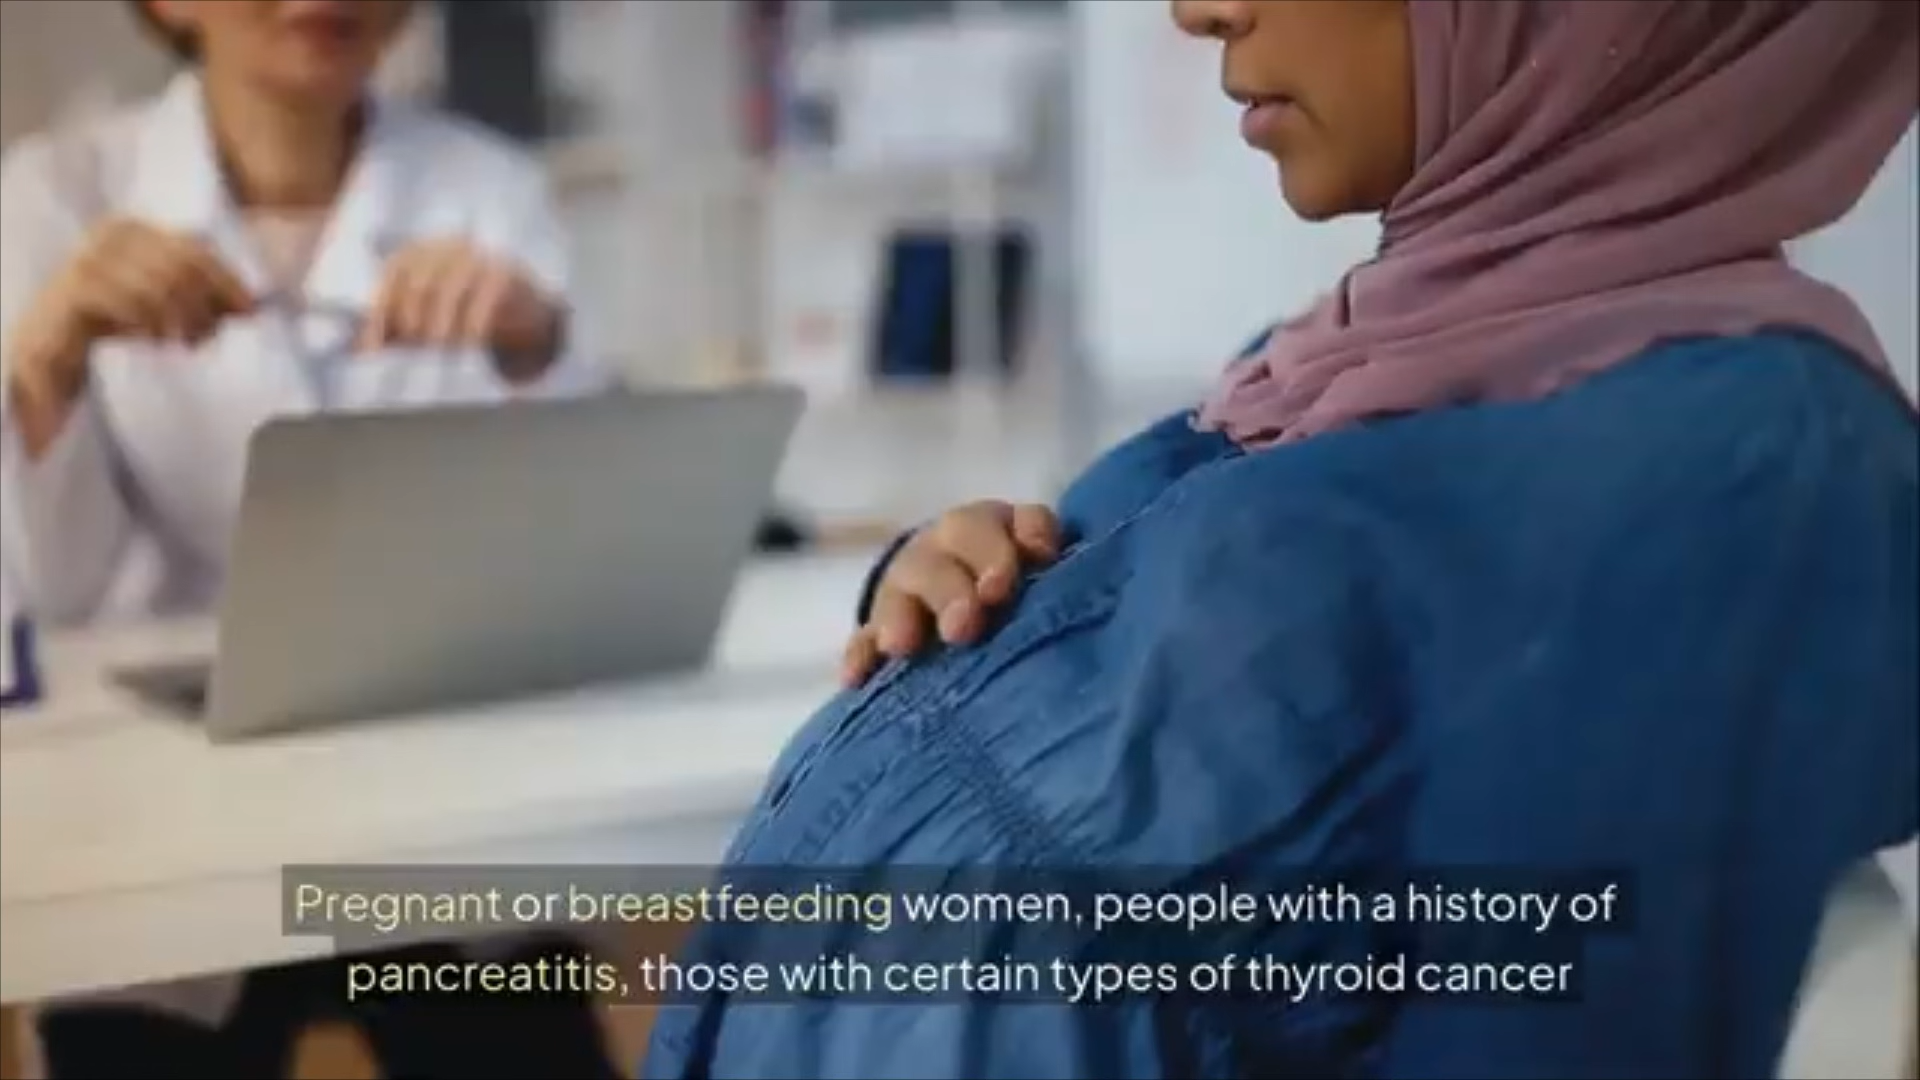 Pregnant or breastfeeding women, people with a history of
pancreatitis, those with certain types of thyroid cancer